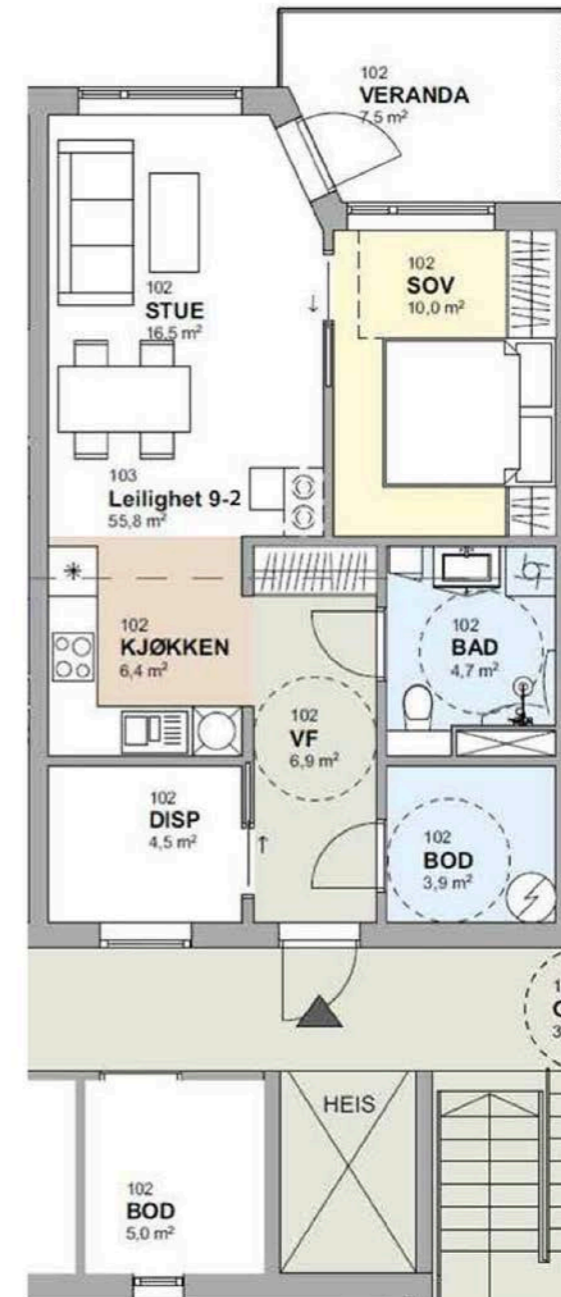 102
VERANDA
7,5 m²
102
SOV
10,0 m²
102
STUE
16,5 m²
103
Leilighet 9-2
55,8 m²
102
KJØKKEN
6,4 m²
102
BAD
4,7 m²
102
VF
6,9 m²
102
DISP
4,5 m²
102
BOD
3,9 m²
HEIS
102
BOD
5,0 m²